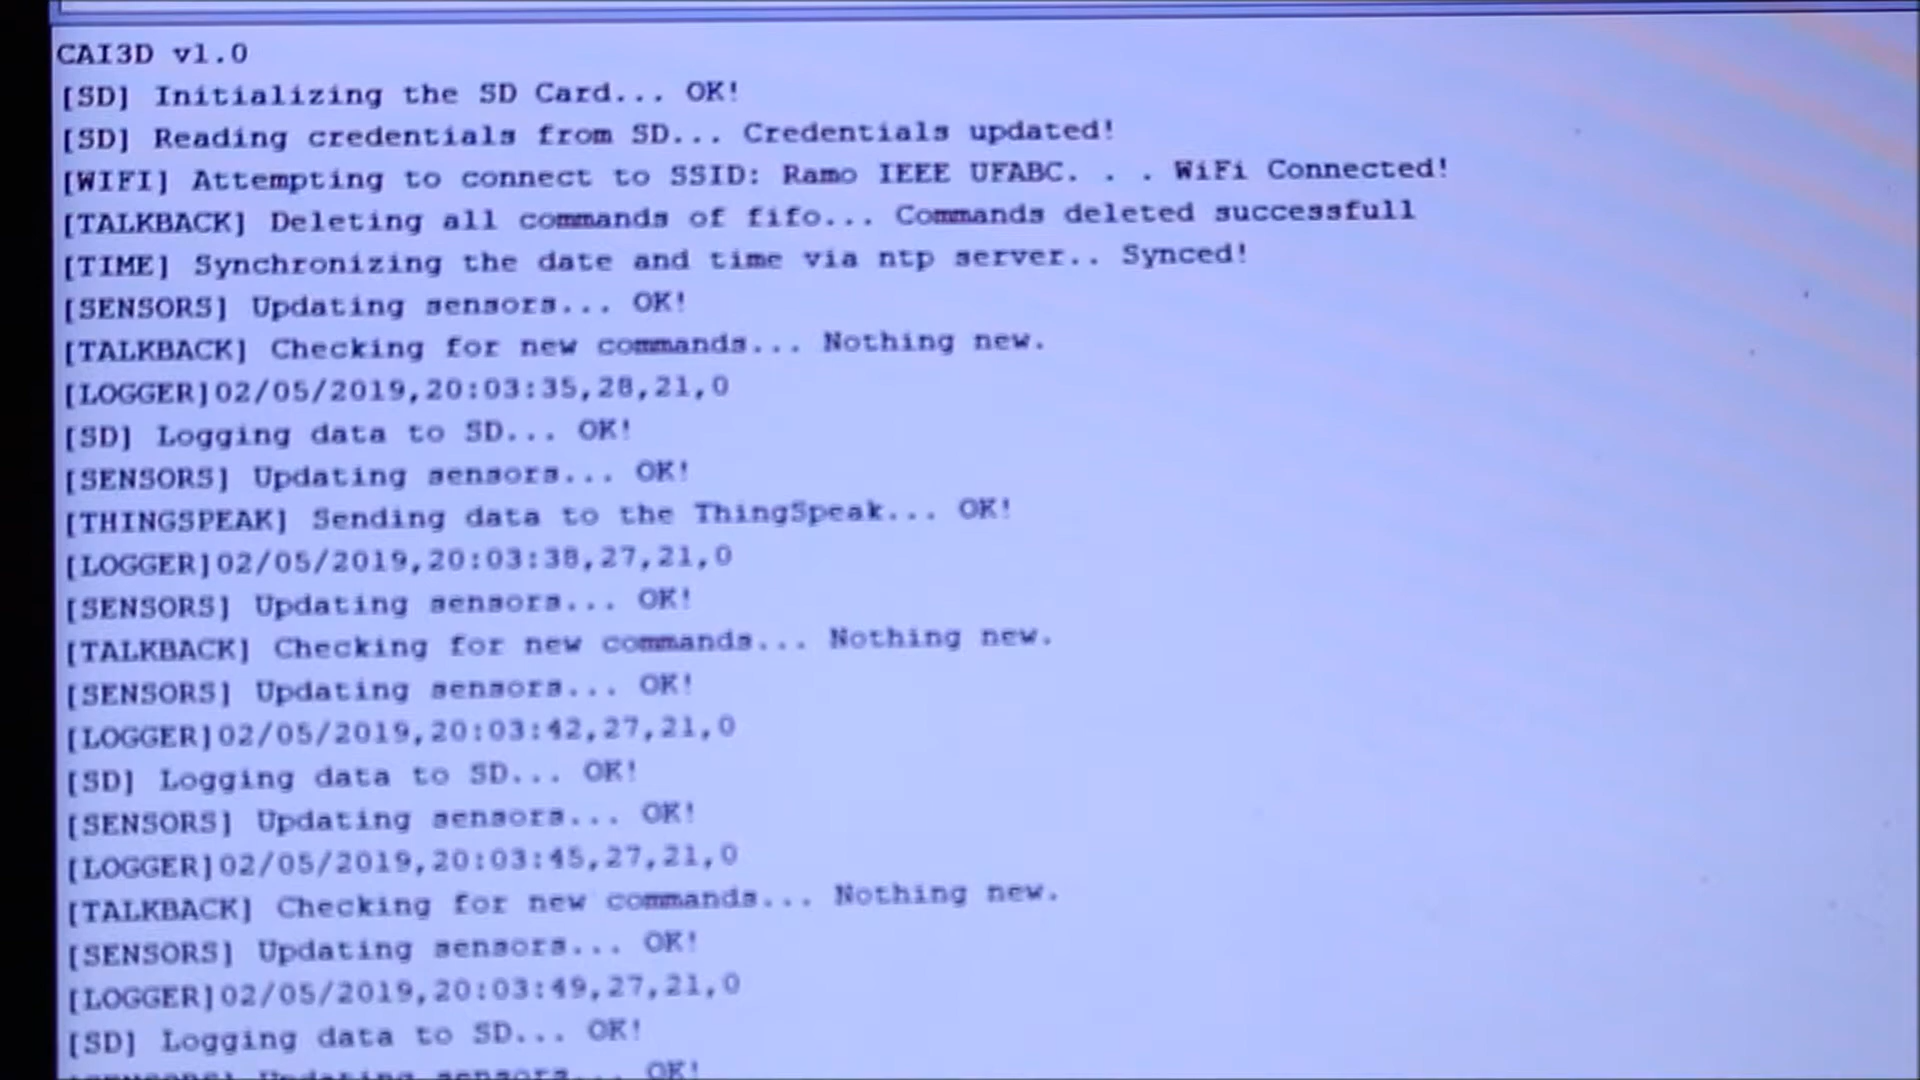 CAI3D v1.0
[SD] Initializing the SD Card... OK!
[SD] Reading credentials from SD... Credentials updated!
[WIFI] Attempting to connect to SSID: Ramo IEEE UFABC. . . WiFi Connected!
[TALKBACK] Deleting all commands of fifo... Commands deleted successfull
[TIME] Synchronizing the date and time via ntp server.. Synced!
[SENSORS] Updating sensors... OK!
[TALKBACK] Checking for new commands... Nothing new.
[LOGGER]02/05/2019,20:03:35,28,21,0
[SD] Logging data to SD... OK!
[SENSORS] Updating sensors... OK!
[THINGSPEAK] Sending data to the ThingSpeak... OK!
[LOGGER]02/05/2019,20:03:38,27,21,0
[SENSORS] Updating sensors... OK!
[TALKBACK] Checking for new commands... Nothing new.
[SENSORS] Updating sensors... OK!
[LOGGER]02/05/2019,20:03:42,27,21,0
[SD] Logging data to SD... OK!
[SENSORS] Updating sensors... OK!
[LOGGER]02/05/2019,20:03:45,27,21,0
[TALKBACK] Checking for new commands... Nothing new.
[SENSORS] Updating sensors... OK!
[LOGGER]02/05/2019,20:03:49,27,21,0
[SD] Logging data to SD... OK!
[SENSORS] Updating sensors... OK!